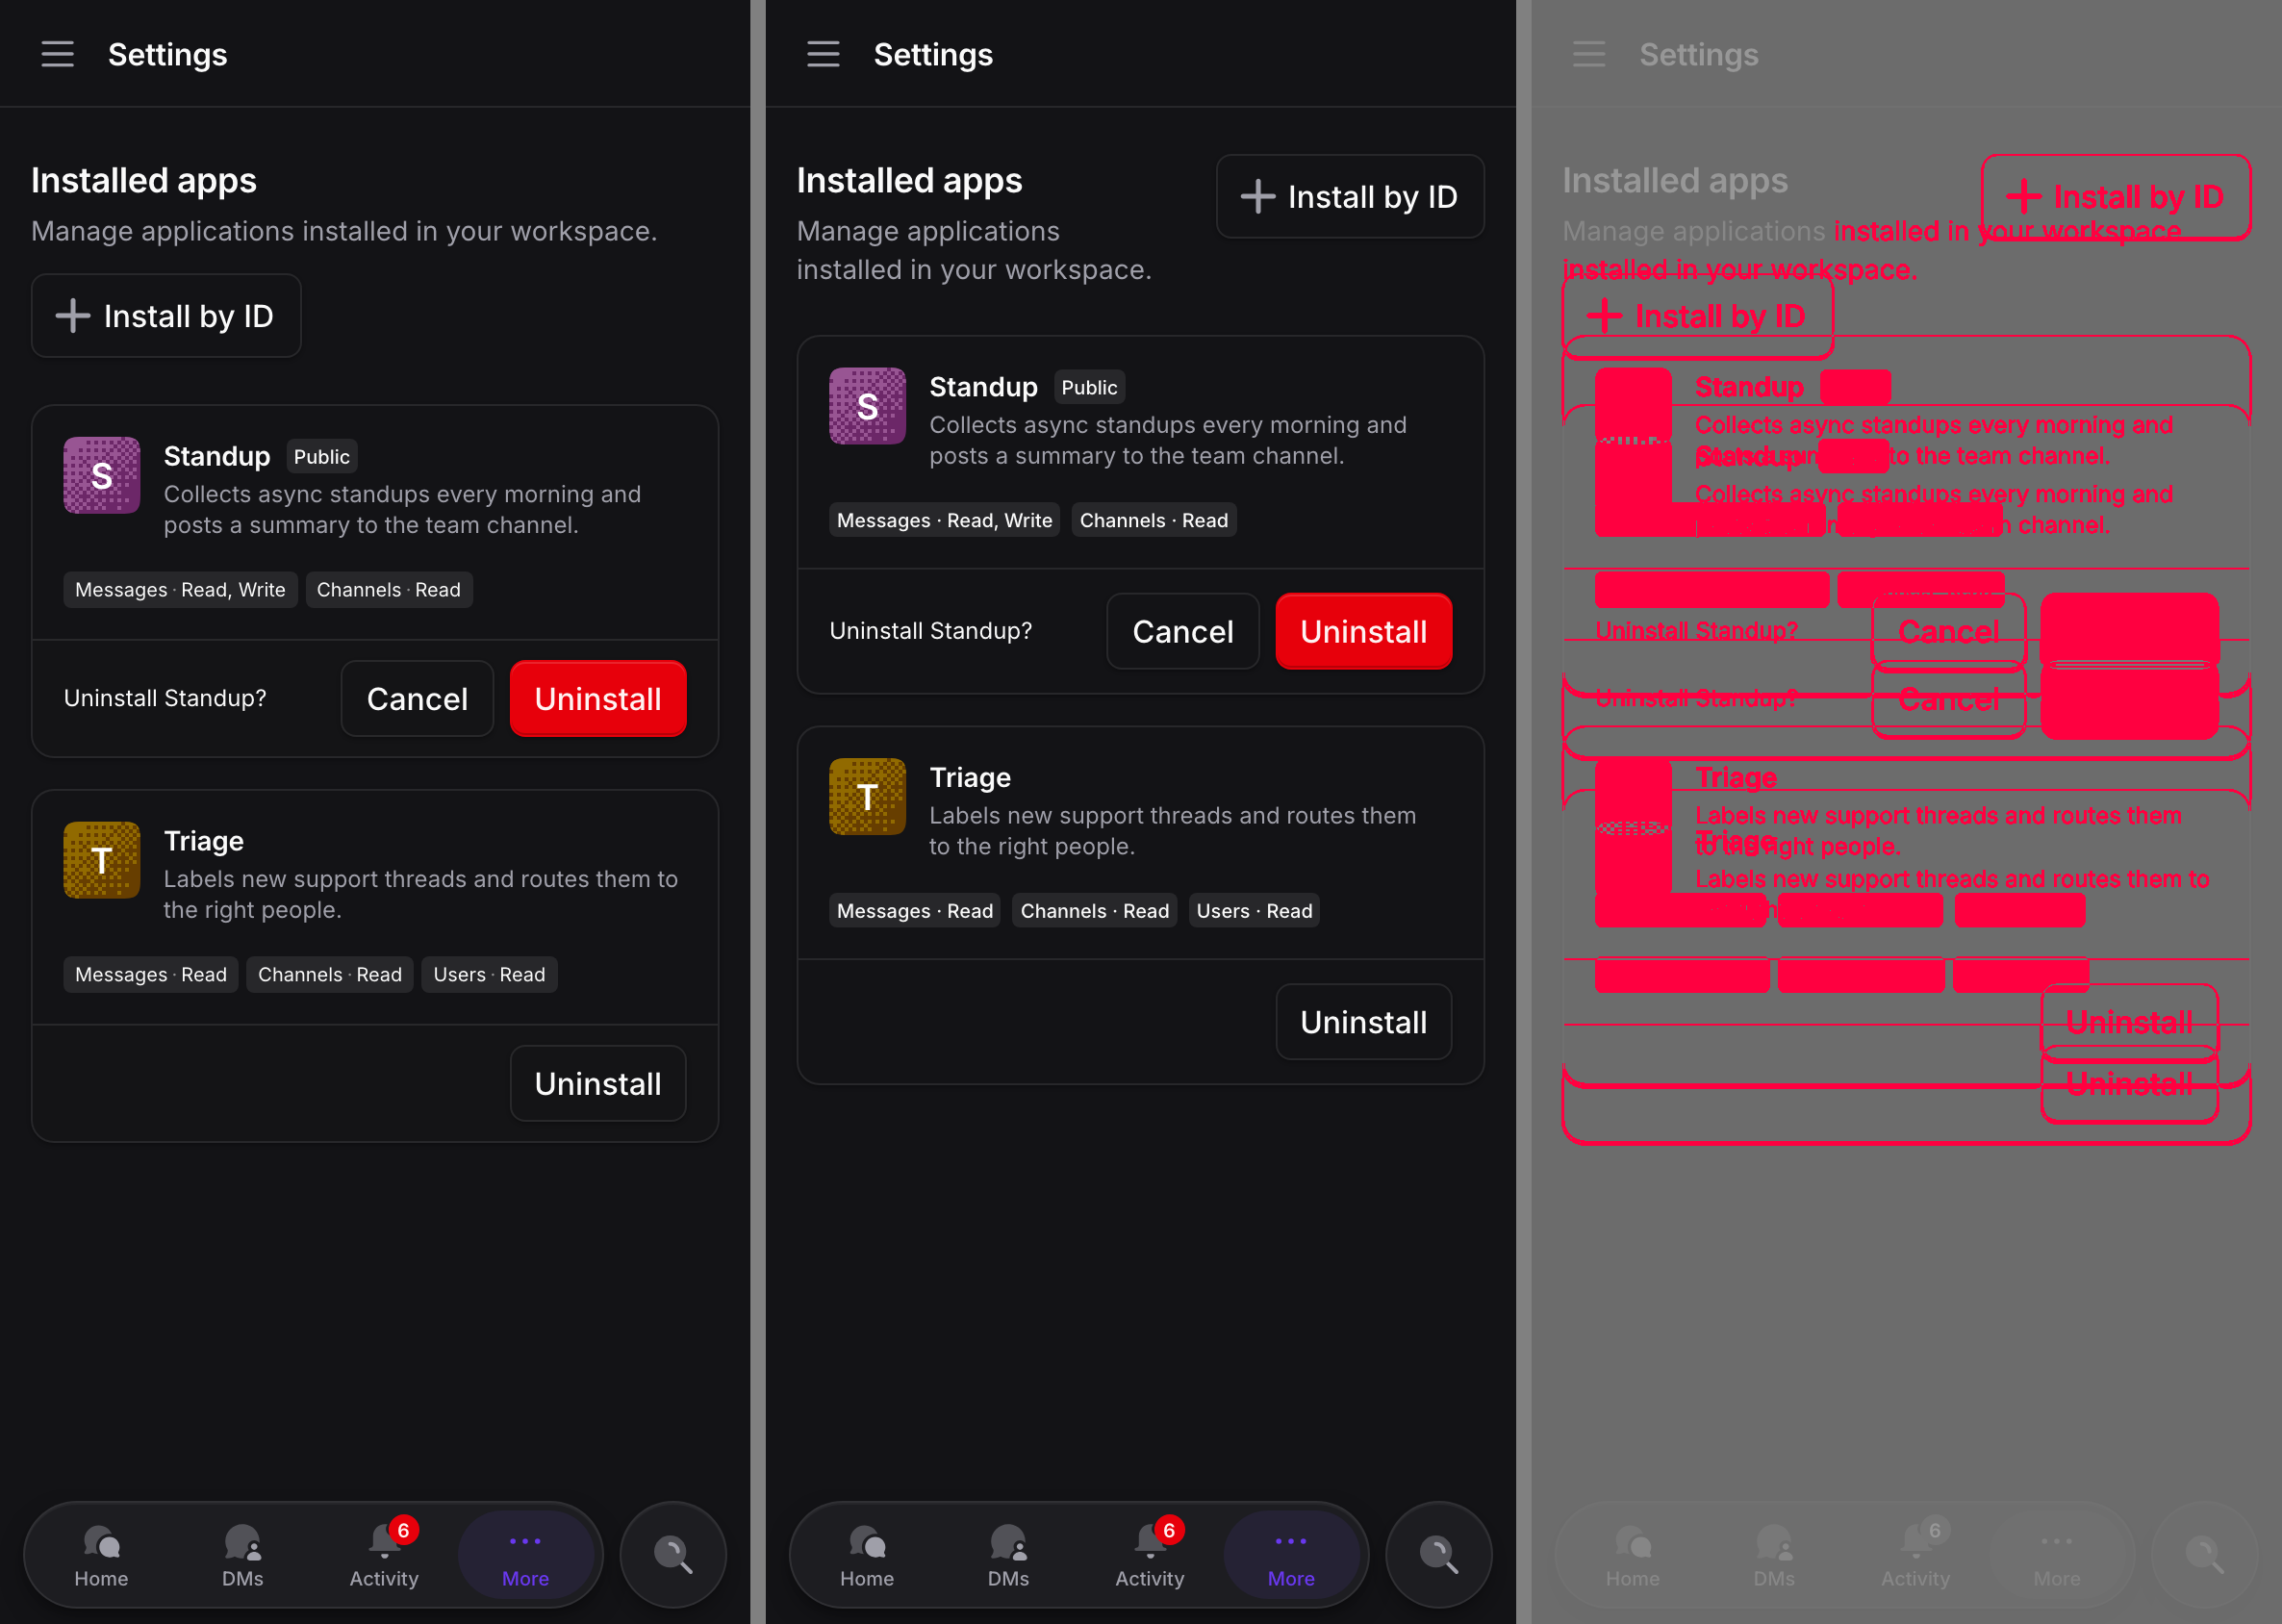 Settings
Installed apps
Manage applications installed in your workspace.
Install by ID
S
Standup Public
Collects async standups every morning and
posts a summary to the team channel.
Messages · Read, Write Channels · Read
Uninstall Standup? Cancel Uninstall
T
Triage
Labels new support threads and routes them to
the right people.
Messages · Read Channels · Read Users · Read
Uninstall
Home DMs Activity 6 More
Settings
Installed apps
Install by ID
Manage applications
installed in your workspace.
S
Standup Public
Collects async standups every morning and
posts a summary to the team channel.
Messages · Read, Write Channels · Read
Uninstall Standup? Cancel Uninstall
T
Triage
Labels new support threads and routes them
to the right people.
Messages · Read Channels · Read Users · Read
Uninstall
Home DMs Activity 6 More
Settings
Installed apps
Install by ID
Manage applications installed in your workspace.
installed in your workspace.
Install by ID
Standup
Collects async standups every morning and
to the team channel.
Collects async standups every morning and
channel.
Uninstall Standup? Cancel
Uninstall Standup? Cancel
Triage
Labels new support threads and routes them
Triage
to the right people.
Labels new support threads and routes them to
Uninstall
Uninstall
Home DMs Activity 6 More